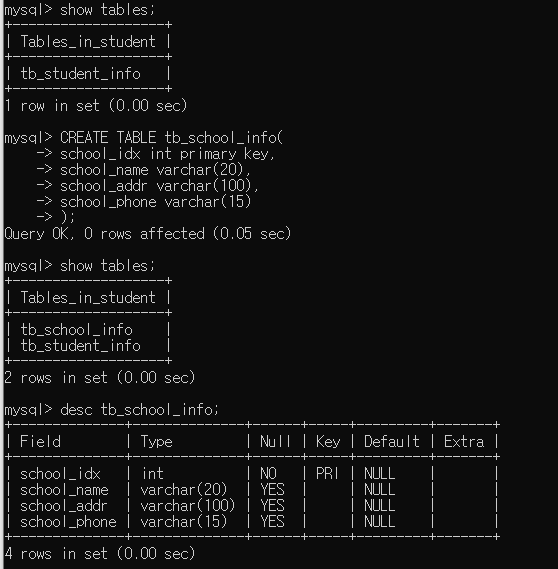 mysql> show tables;
+-------------------+
| Tables_in_student |
+-------------------+
| tb_student_info   |
+-------------------+
1 row in set (0.00 sec)

mysql> CREATE TABLE tb_school_info(
    -> school_idx int primary key,
    -> school_name varchar(20),
    -> school_addr varchar(100),
    -> school_phone varchar(15)
    -> );
Query OK, 0 rows affected (0.05 sec)

mysql> show tables;
+-------------------+
| Tables_in_student |
+-------------------+
| tb_school_info    |
| tb_student_info   |
+-------------------+
2 rows in set (0.00 sec)

mysql> desc tb_school_info;
+--------------+--------------+------+-----+---------+-------+
| Field        | Type         | Null | Key | Default | Extra |
+--------------+--------------+------+-----+---------+-------+
| school_idx   | int          | NO   | PRI | NULL    |       |
| school_name  | varchar(20)  | YES  |     | NULL    |       |
| school_addr  | varchar(100) | YES  |     | NULL    |       |
| school_phone | varchar(15)  | YES  |     | NULL    |       |
+--------------+--------------+------+-----+---------+-------+
4 rows in set (0.00 sec)